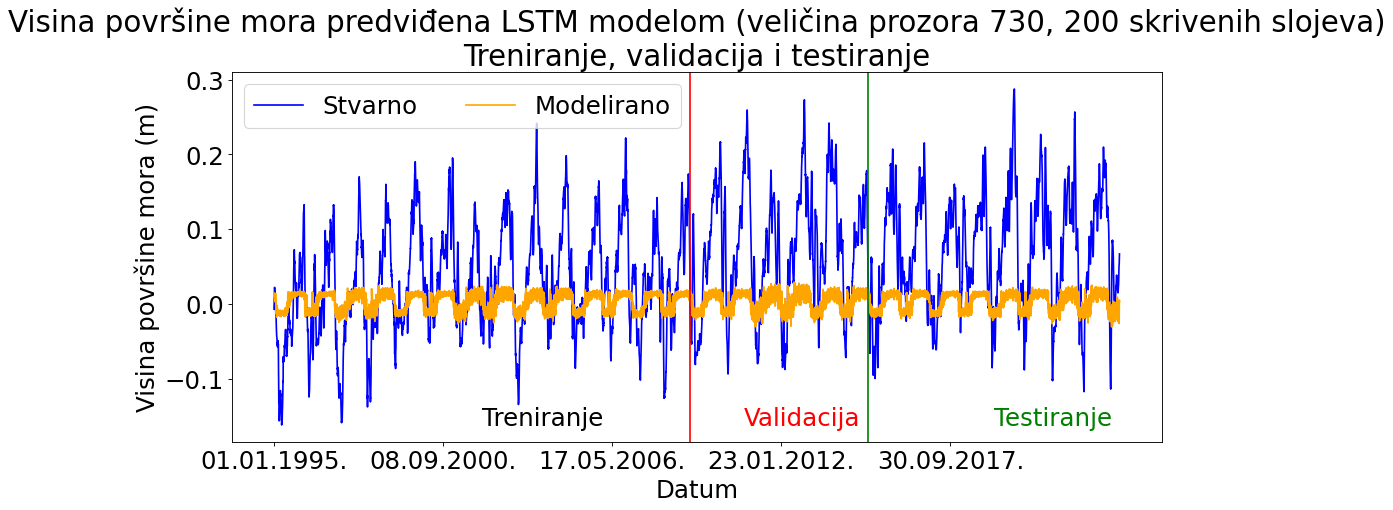 Visina površine mora predviđena LSTM modelom (veličina prozora 730, 200 skrivenih slojeva)
Treniranje, validacija i testiranje
Visina površine mora (m)
0.3
0.2
0.1
0.0
−0.1
Stvarno
Modelirano
Treniranje
Validacija
Testiranje
01.01.1995.
08.09.2000.
17.05.2006.
23.01.2012.
30.09.2017.
Datum